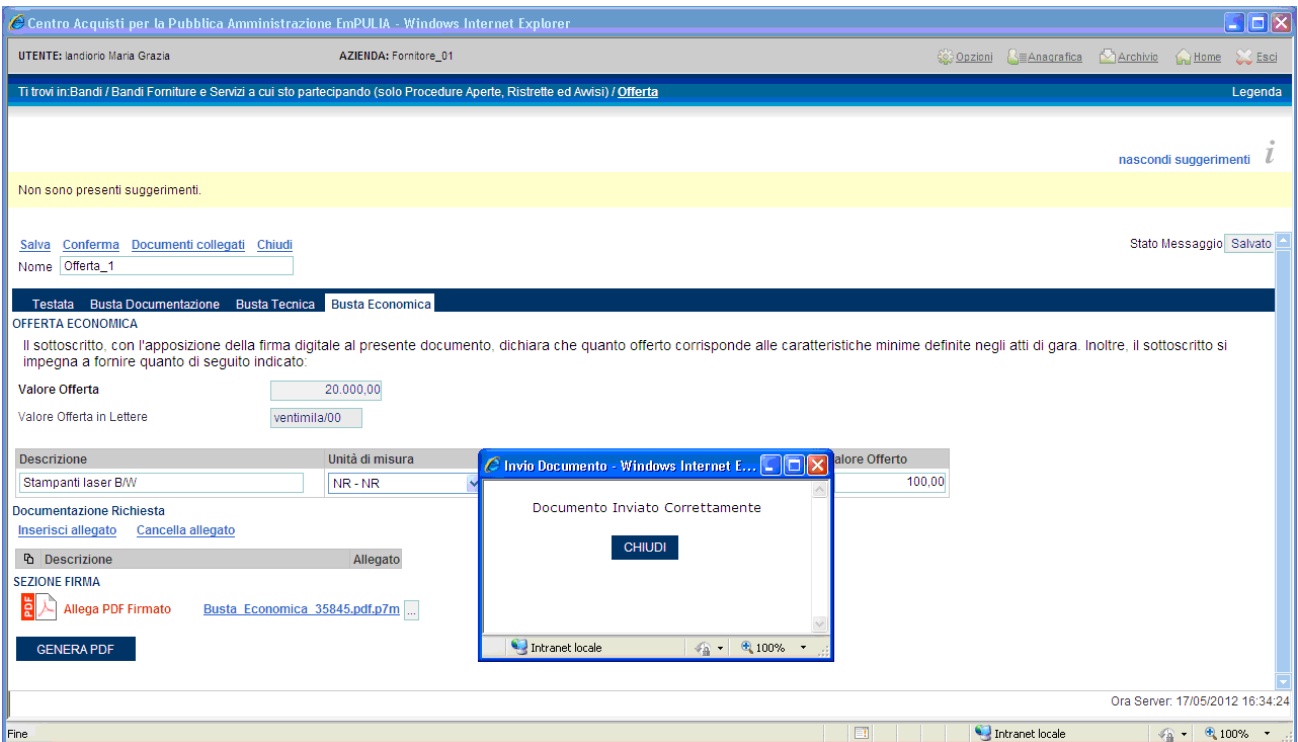 Centro Acquisti per la Pubblica Amministrazione EmPULIA - Windows Internet Explorer
UTENTE: Iandiorio Maria Grazia AZIENDA: Fornitore_01 Opzioni Anagrafica Archivio Home Esci
Ti trovi in:Bandi / Bandi Forniture e Servizi a cui sto partecipando (solo Procedure Aperte, Ristrette ed Avvisi) / Offerta Legenda
nascondi suggerimenti i
Non sono presenti suggerimenti.
Salva Conferma Documenti collegati Chiudi Stato Messaggio Salvato
Nome Offerta_1
Testata Busta Documentazione Busta Tecnica Busta Economica
OFFERTA ECONOMICA
Il sottoscritto, con l'apposizione della firma digitale al presente documento, dichiara che quanto offerto corrisponde alle caratteristiche minime definite negli atti di gara. Inoltre, il sottoscritto si
impegna a fornire quanto di seguito indicato:
Valore Offerta 20.000,00
Valore Offerta in Lettere ventimila/00
Descrizione Unità di misura alore Offerto
Stampanti laser B/W NR - NR 100,00
Invio Documento - Windows Internet E...
Documento Inviato Correttamente
CHIUDI
Intranet locale 100%
Documentazione Richiesta
Inserisci allegato Cancella allegato
Descrizione Allegato
SEZIONE FIRMA
PDF Allega PDF Firmato Busta_Economica_35845.pdf.p7m ...
GENERA PDF
Ora Server: 17/05/2012 16:34:24
Fine Intranet locale 100%